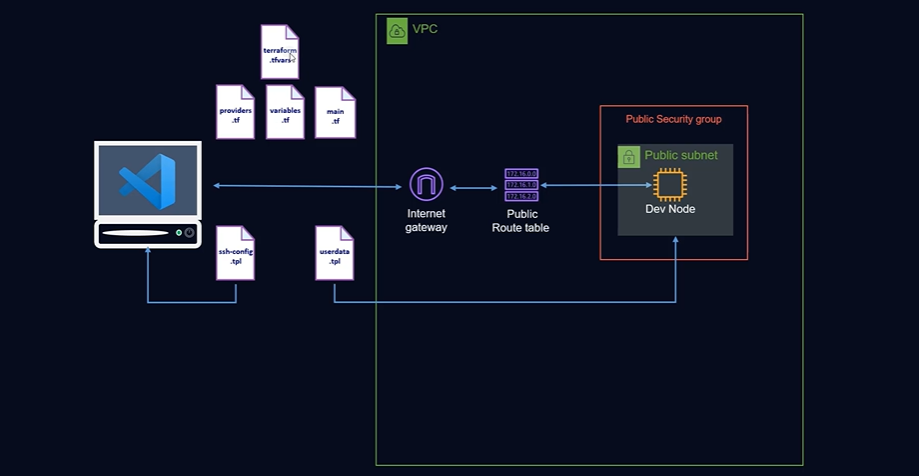 VPC
terraform
.tfvars
providers
.tf
variables
.tf
main
.tf
Public Security group
Public subnet
Dev Node
172.16.0.0
172.16.1.0
172.16.2.0
Internet
gateway
Public
Route table
ssh-config
.tpl
userdata
.tpl